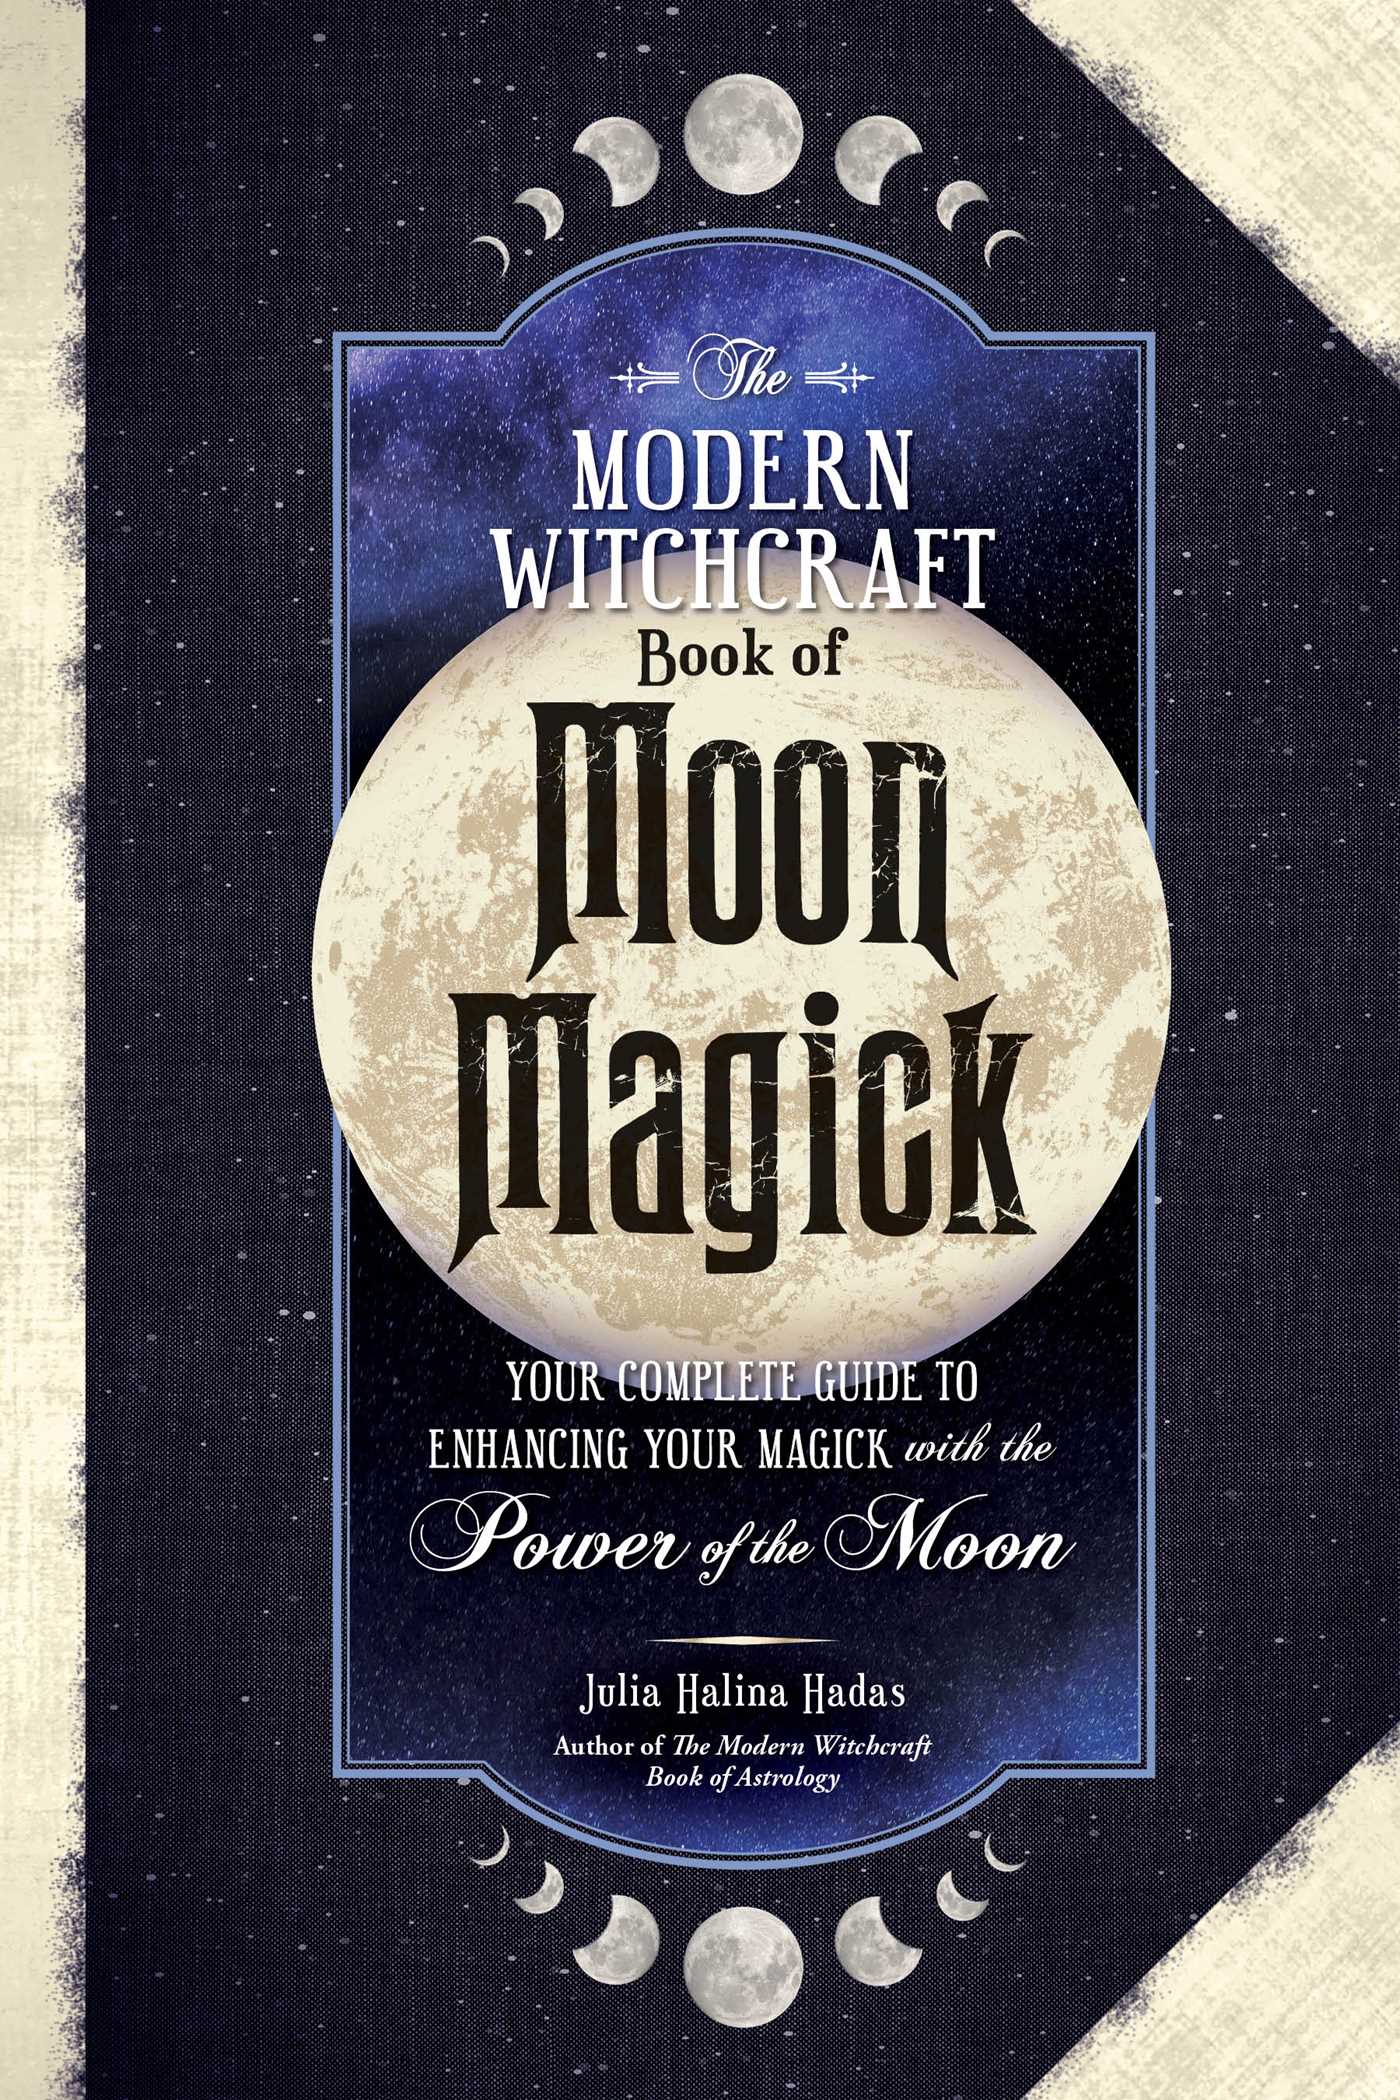 The
MODERN
WITCHCRAFT
Book of
Moon
Magick
YOUR COMPLETE GUIDE TO
ENHANCING YOUR MAGICK with the
Power of the Moon
Julia Halina Hadas
Author of The Modern Witchcraft
Book of Astrology